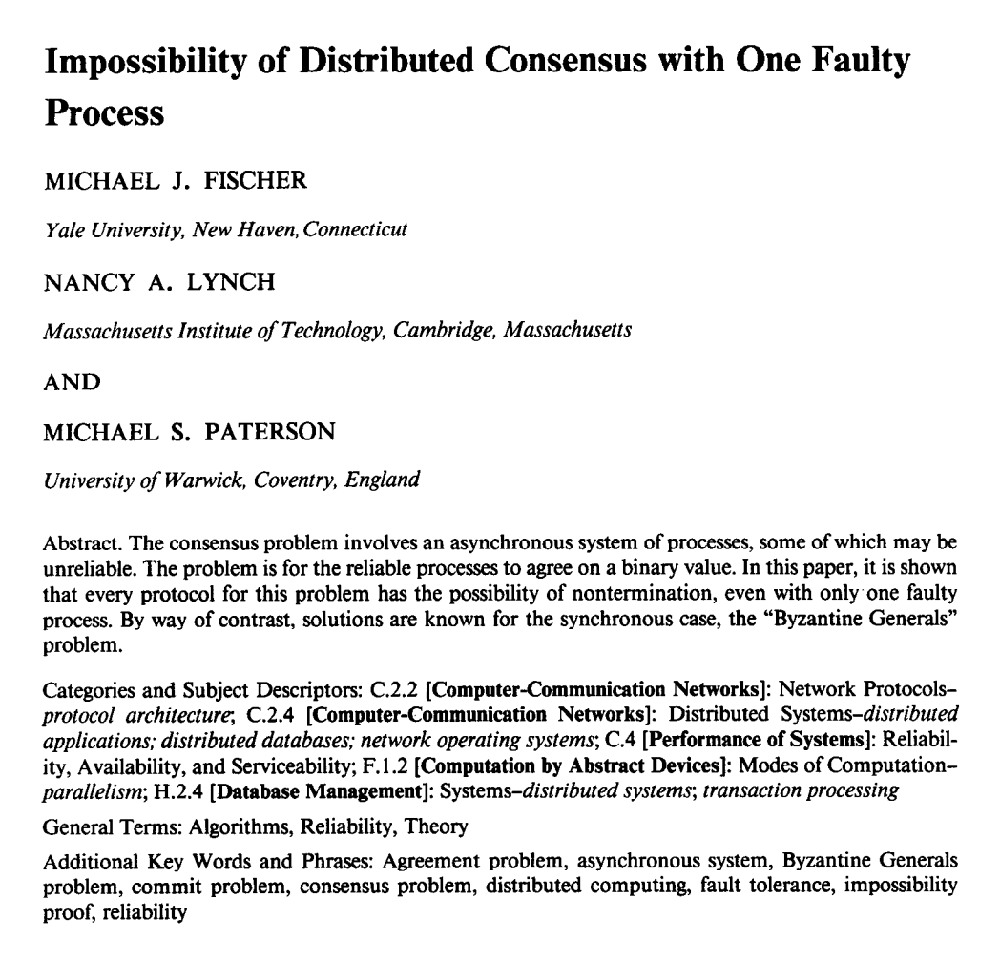 Impossibility of Distributed Consensus with One Faulty
Process
MICHAEL J. FISCHER
Yale University, New Haven, Connecticut
NANCY A. LYNCH
Massachusetts Institute of Technology, Cambridge, Massachusetts
AND
MICHAEL S. PATERSON
University of Warwick, Coventry, England
Abstract. The consensus problem involves an asynchronous system of processes, some of which may be
unreliable. The problem is for the reliable processes to agree on a binary value. In this paper, it is shown
that every protocol for this problem has the possibility of nontermination, even with only one faulty
process. By way of contrast, solutions are known for the synchronous case, the “Byzantine Generals”
problem.
Categories and Subject Descriptors: C.2.2 [Computer-Communication Networks]: Network Protocols–
protocol architecture; C.2.4 [Computer-Communication Networks]: Distributed Systems–distributed
applications; distributed databases; network operating systems; C.4 [Performance of Systems]: Reliabil-
ity, Availability, and Serviceability; F.1.2 [Computation by Abstract Devices]: Modes of Computation–
parallelism; H.2.4 [Database Management]: Systems–distributed systems; transaction processing
General Terms: Algorithms, Reliability, Theory
Additional Key Words and Phrases: Agreement problem, asynchronous system, Byzantine Generals
problem, commit problem, consensus problem, distributed computing, fault tolerance, impossibility
proof, reliability